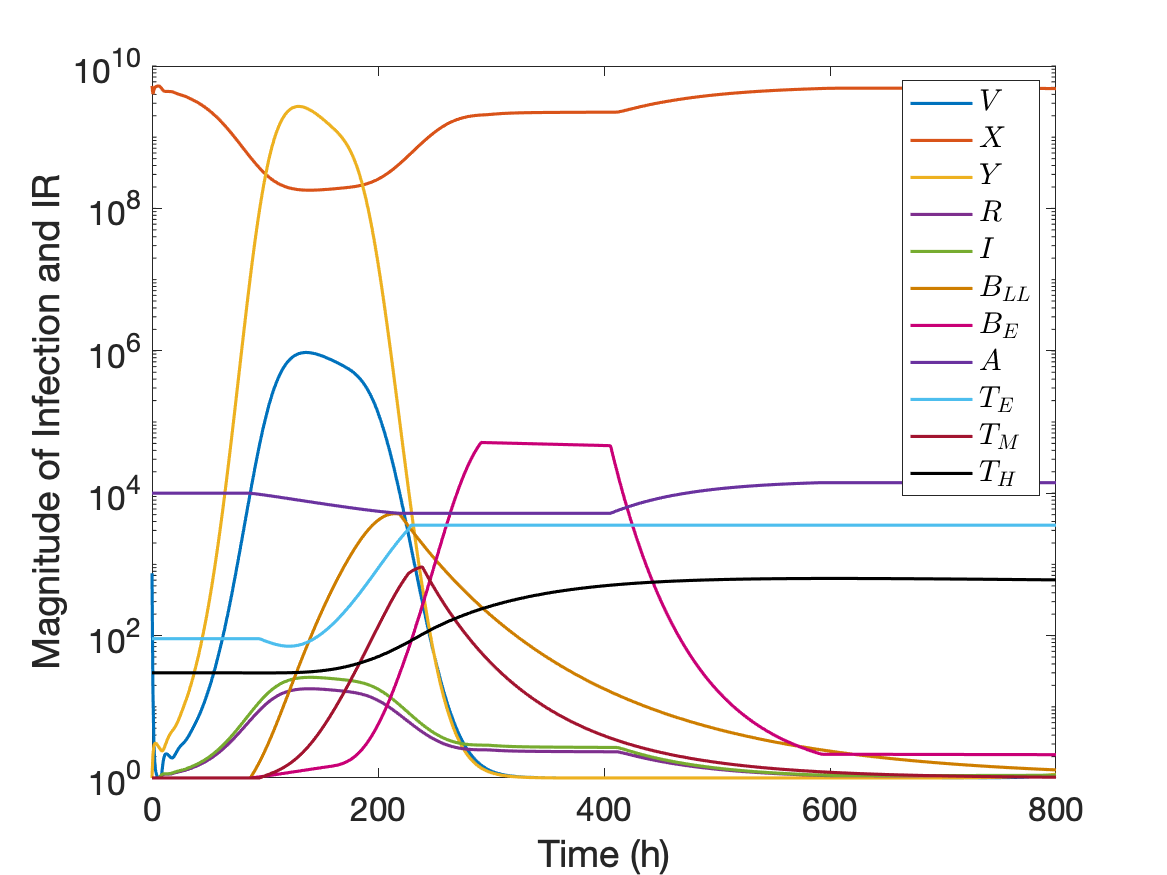 Magnitude of Infection and IR
10^10
10^8
10^6
10^4
10^2
10^0
0 200 400 600 800
Time (h)
V
X
Y
R
I
B_LL
B_E
A
T_E
T_M
T_H